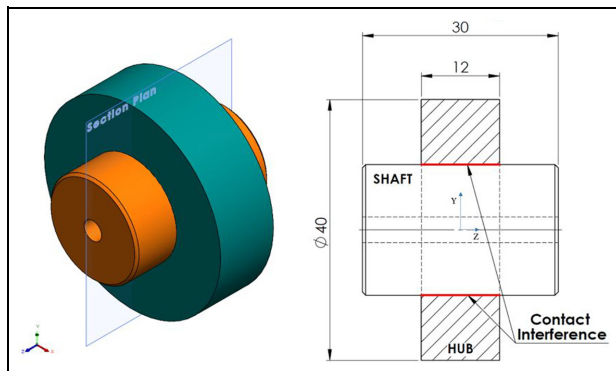 Section Plan
30
12
SHAFT
Y
Z
Ø 40
Contact
Interference
HUB